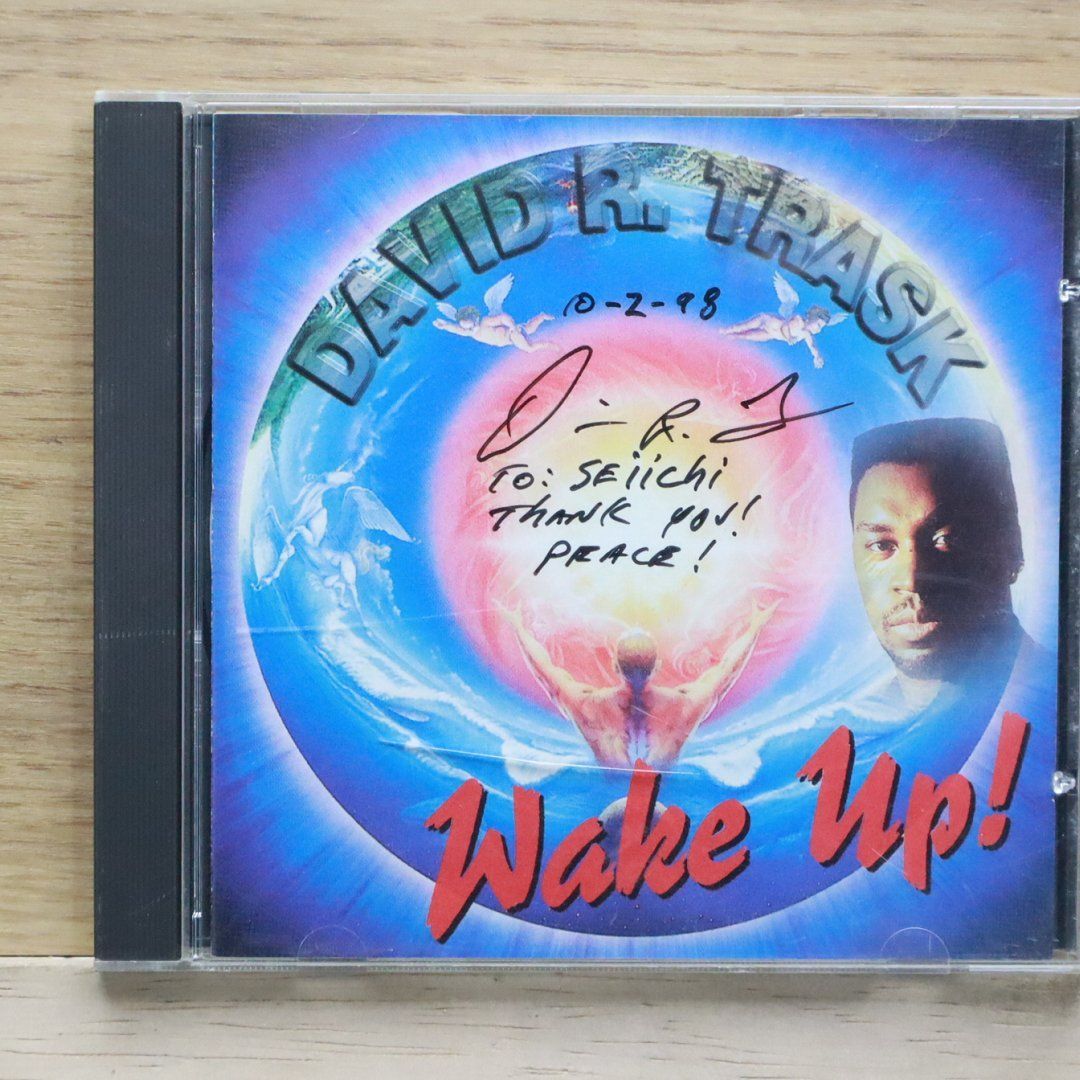 DAVID R. TRASK
10-2-98
D R. T
TO: SEiichi
THANK YOU!
PEACE!
Wake Up!